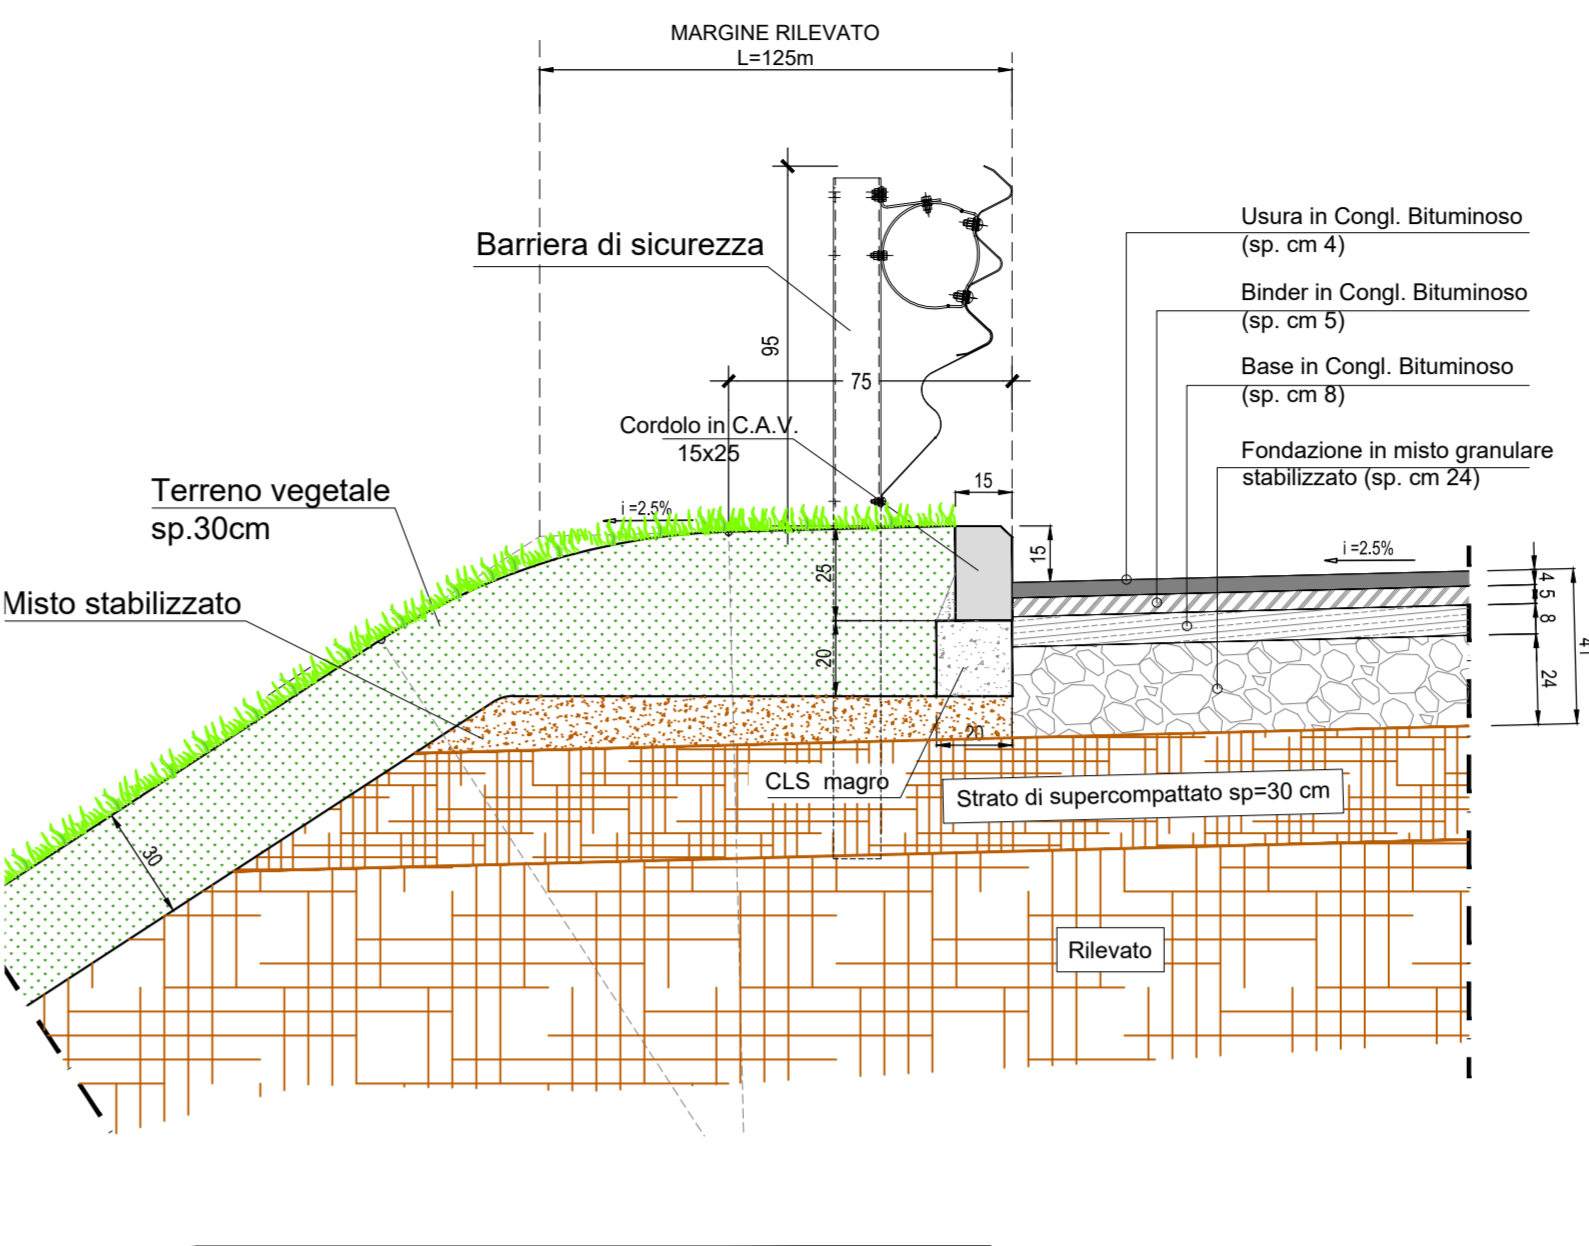 MARGINE RILEVATO
L=125m
Usura in Congl. Bituminoso
(sp. cm 4)
Barriera di sicurezza
Binder in Congl. Bituminoso
(sp. cm 5)
95
75
Base in Congl. Bituminoso
(sp. cm 8)
Cordolo in C.A.V.
15x25
Fondazione in misto granulare
stabilizzato (sp. cm 24)
Terreno vegetale
sp.30cm
15
i =2.5%
15
i =2.5%
25
4
5
8
41
Misto stabilizzato
20
24
20
CLS magro
Strato di supercompattato sp=30 cm
30
Rilevato